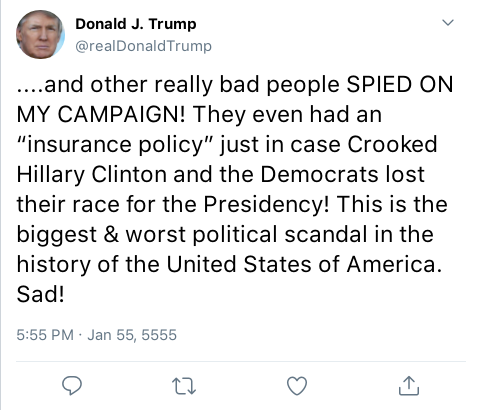 Donald J. Trump
@realDonaldTrump
....and other really bad people SPIED ON
MY CAMPAIGN! They even had an
“insurance policy” just in case Crooked
Hillary Clinton and the Democrats lost
their race for the Presidency! This is the
biggest & worst political scandal in the
history of the United States of America.
Sad!
5:55 PM · Jan 55, 5555